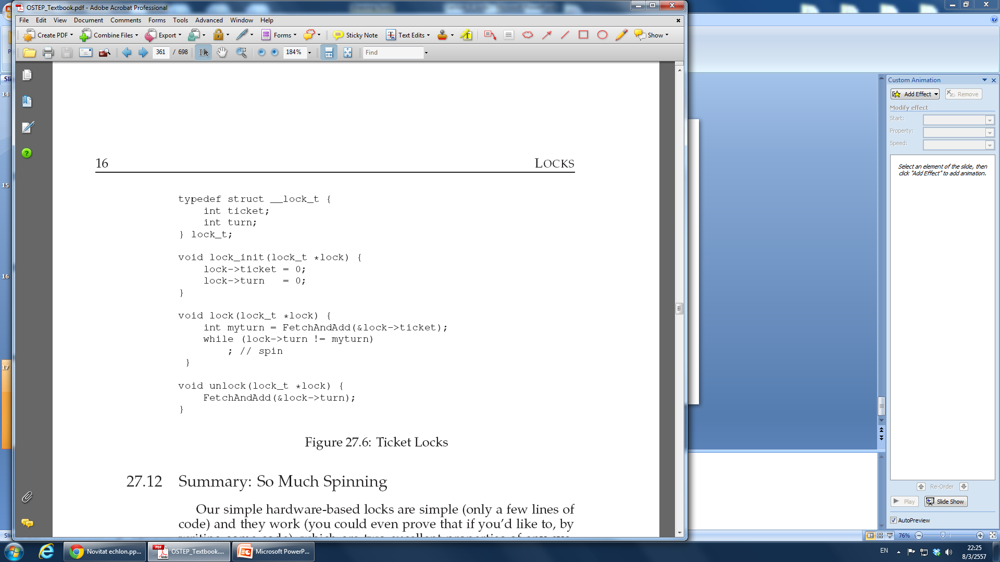 OSTEP_Textbook.pdf - Adobe Acrobat Professional
File Edit View Document Comments Forms Tools Advanced Window Help
Create PDF Combine Files Export Forms Sticky Note Text Edits Show
361 / 698 184% Find
16 LOCKS
typedef struct __lock_t {
    int ticket;
    int turn;
} lock_t;
void lock_init(lock_t *lock) {
    lock->ticket = 0;
    lock->turn   = 0;
}
void lock(lock_t *lock) {
    int myturn = FetchAndAdd(&lock->ticket);
    while (lock->turn != myturn)
        ; // spin
 }
void unlock(lock_t *lock) {
    FetchAndAdd(&lock->turn);
}
Figure 27.6: Ticket Locks
27.12 Summary: So Much Spinning
Our simple hardware-based locks are simple (only a few lines of
code) and they work (you could even prove that if you'd like to, by
Sli
14
15
16
17
Sli
Custom Animation
Add Effect Remove
Modify effect
Start:
Property:
Speed:
Select an element of the slide, then
click "Add Effect" to add animation.
Re-Order
Play Slide Show
AutoPreview
76%
Novitat echlon.pp... OSTEP_Textbook.... Microsoft PowerP...
EN
22:25
8/3/2557